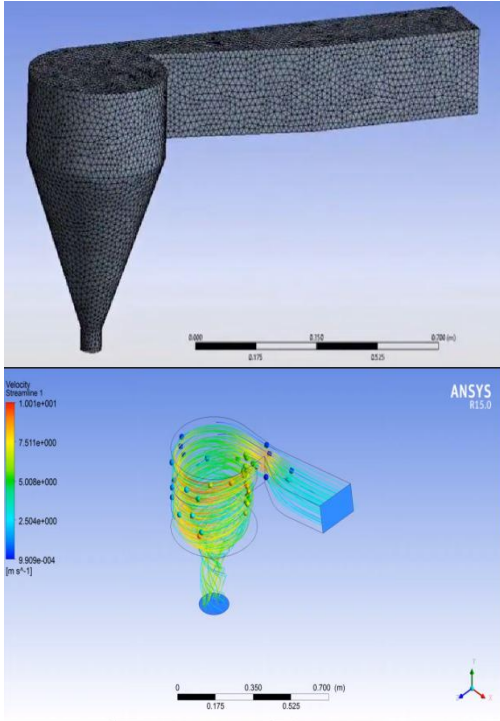 0.000
0.350
0.700 (m)
0.175
0.525
Velocity
Streamline 1
1.001e+001
7.511e+000
5.008e+000
2.504e+000
9.909e-004
[m s^-1]
ANSYS
R15.0
0
0.350
0.700 (m)
0.175
0.525